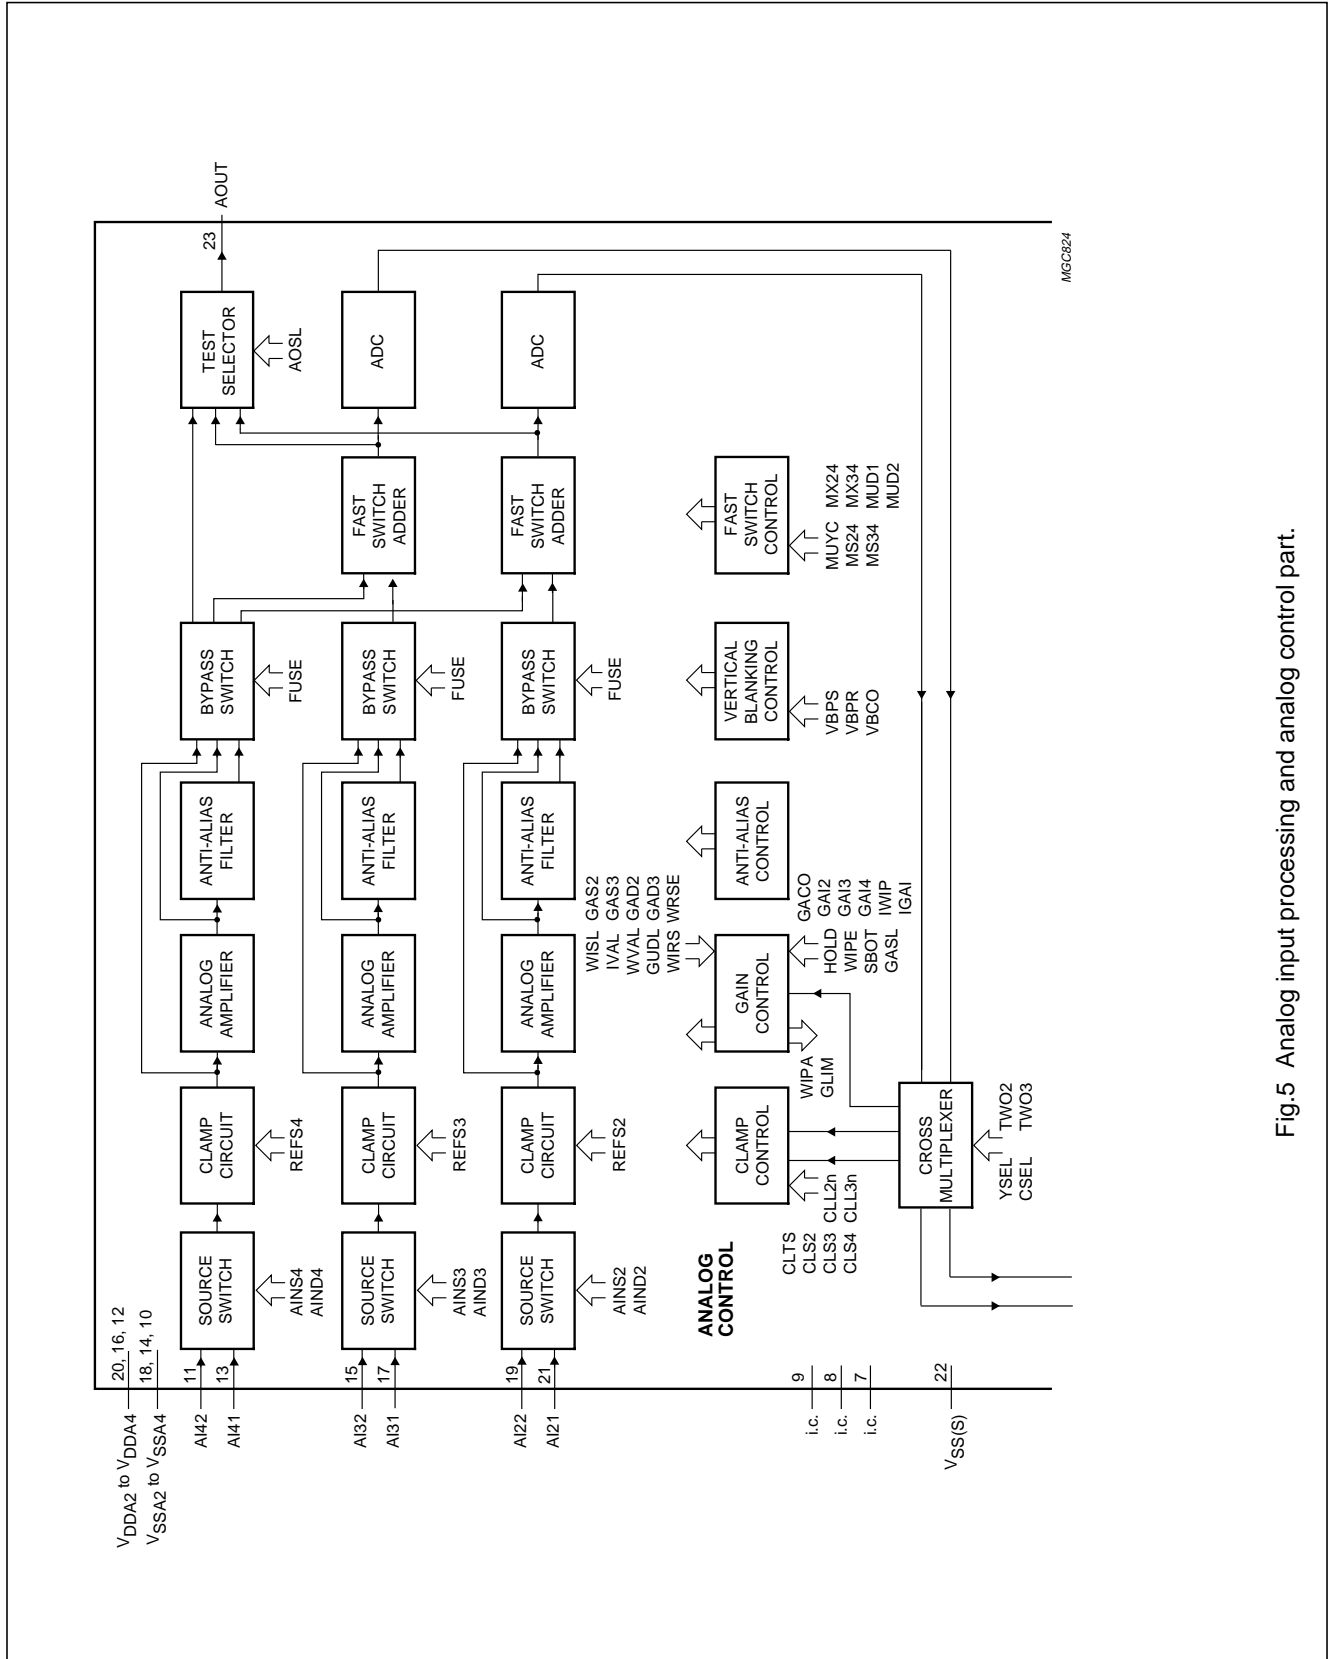 VDDA2 to VDDA4
20, 16, 12
VSSA2 to VSSA4
18, 14, 10
AI42
11
AI41
13
SOURCE
SWITCH
AINS4
AIND4
CLAMP
CIRCUIT
REFS4
ANALOG
AMPLIFIER
ANTI-ALIAS
FILTER
BYPASS
SWITCH
FUSE
TEST
SELECTOR
AOSL
23
AOUT
AI32
15
AI31
17
SOURCE
SWITCH
AINS3
AIND3
CLAMP
CIRCUIT
REFS3
ANALOG
AMPLIFIER
ANTI-ALIAS
FILTER
BYPASS
SWITCH
FUSE
FAST
SWITCH
ADDER
ADC
AI22
19
AI21
21
SOURCE
SWITCH
AINS2
AIND2
CLAMP
CIRCUIT
REFS2
ANALOG
AMPLIFIER
ANTI-ALIAS
FILTER
BYPASS
SWITCH
FUSE
FAST
SWITCH
ADDER
ADC
ANALOG
CONTROL
CLAMP
CONTROL
CLTS
CLS2
CLS3 CLL2n
CLS4 CLL3n
WISL GAS2
IVAL GAS3
WVAL GAD2
GUDL GAD3
WIRS WRSE
GAIN
CONTROL
WIPA
GLIM
GACO
HOLD GAI2
WIPE GAI3
SBOT GAI4
GASL IWIP
IGAI
ANTI-ALIAS
CONTROL
VERTICAL
BLANKING
CONTROL
VBPS
VBPR
VBCO
FAST
SWITCH
CONTROL
MUYC MX24
MS24 MX34
MS34 MUD1
MUD2
i.c.
9
i.c.
8
i.c.
7
VSS(S)
22
CROSS
MULTIPLEXER
YSEL TWO2
CSEL TWO3
MGC824
Fig.5 Analog input processing and analog control part.